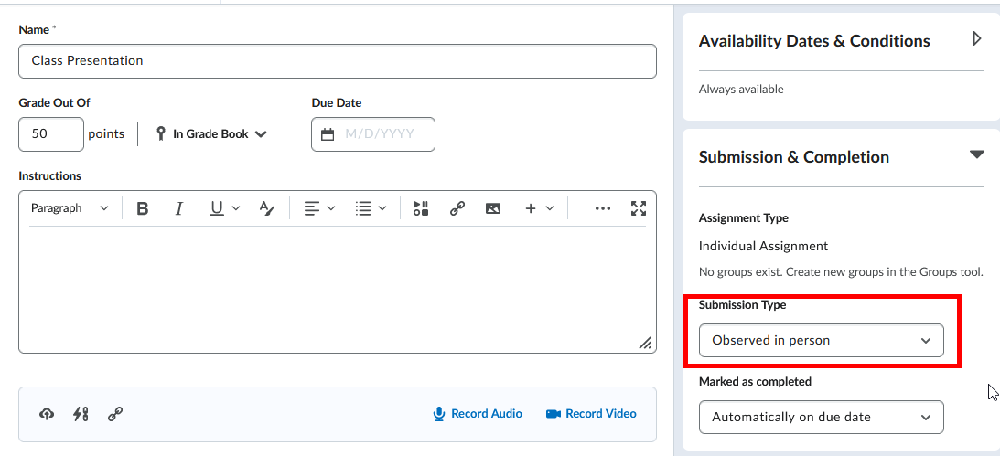 Name *
Class Presentation
Grade Out Of
Due Date
50 points
In Grade Book
M/D/YYYY
Instructions
Paragraph
B I U A
Record Audio
Record Video
Availability Dates & Conditions
Always available
Submission & Completion
Assignment Type
Individual Assignment
No groups exist. Create new groups in the Groups tool.
Submission Type
Observed in person
Marked as completed
Automatically on due date